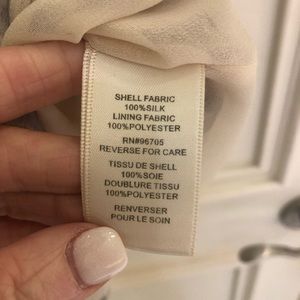 SHELL FABRIC
100%SILK
LINING FABRIC
100%POLYESTER
RN#96705
REVERSE FOR CARE
TISSU DE SHELL
100%SOIE
DOUBLURE TISSU
100%POLYESTER
RENVERSER
POUR LE SOIN